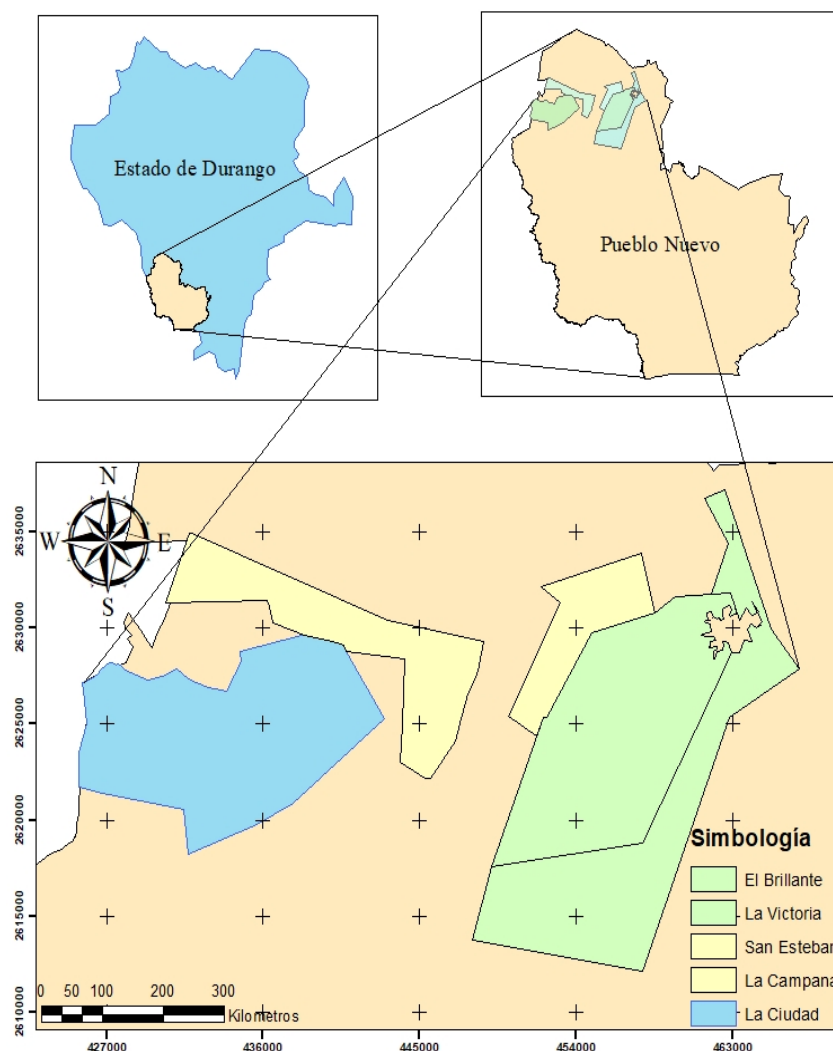 Estado de Durango
Pueblo Nuevo
N
W E
S
2635000
2630000
2625000
2620000
2615000
2610000
Simbología
El Brillante
La Victoria
San Esteban
La Campana
La Ciudad
0 50 100 200 300
Kilometros
427000 436000 445000 454000 463000